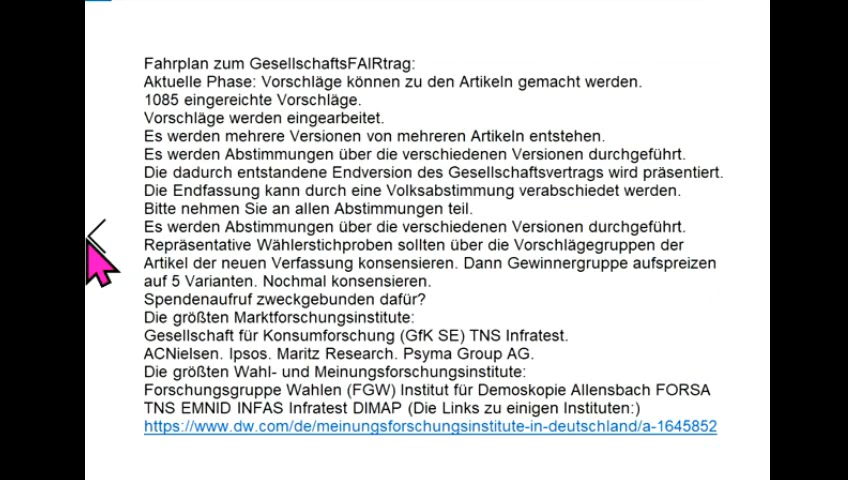 Fahrplan zum GesellschaftsFAIRtrag:
Aktuelle Phase: Vorschläge können zu den Artikeln gemacht werden.
1085 eingereichte Vorschläge.
Vorschläge werden eingearbeitet.
Es werden mehrere Versionen von mehreren Artikeln entstehen.
Es werden Abstimmungen über die verschiedenen Versionen durchgeführt.
Die dadurch entstandene Endversion des Gesellschaftsvertrags wird präsentiert.
Die Endfassung kann durch eine Volksabstimmung verabschiedet werden.
Bitte nehmen Sie an allen Abstimmungen teil.
Es werden Abstimmungen über die verschiedenen Versionen durchgeführt.
Repräsentative Wählerstichproben sollten über die Vorschlägegruppen der
Artikel der neuen Verfassung konsensieren. Dann Gewinnergruppe aufspreizen
auf 5 Varianten. Nochmal konsensieren.
Spendenaufruf zweckgebunden dafür?
Die größten Marktforschungsinstitute:
Gesellschaft für Konsumforschung (GfK SE) TNS Infratest.
ACNielsen. Ipsos. Maritz Research. Psyma Group AG.
Die größten Wahl- und Meinungsforschungsinstitute:
Forschungsgruppe Wahlen (FGW) Institut für Demoskopie Allensbach FORSA
TNS EMNID INFAS Infratest DIMAP (Die Links zu einigen Instituten:)
https://www.dw.com/de/meinungsforschungsinstitute-in-deutschland/a-1645852